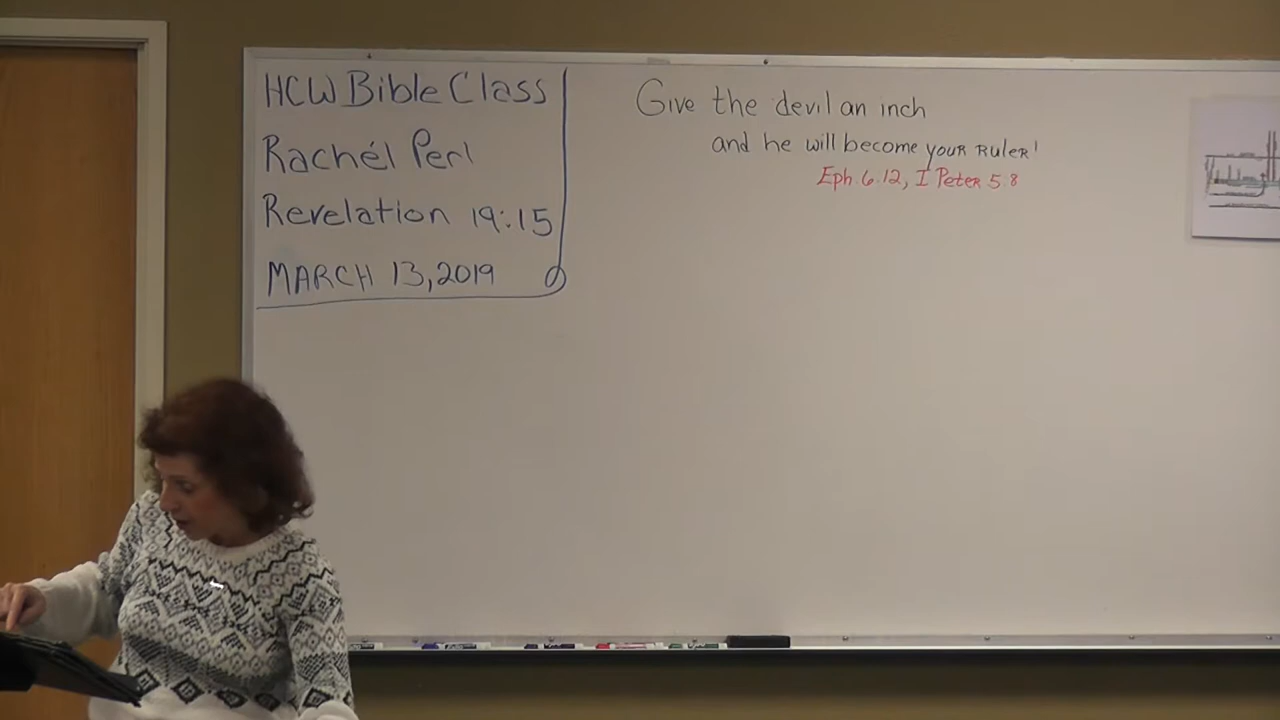 HCW Bible Class
Rachél Perl
Revelation 19:15
MARCH 13, 2019
Give the devil an inch
and he will become your Ruler!
Eph. 6.12, I Peter 5.8